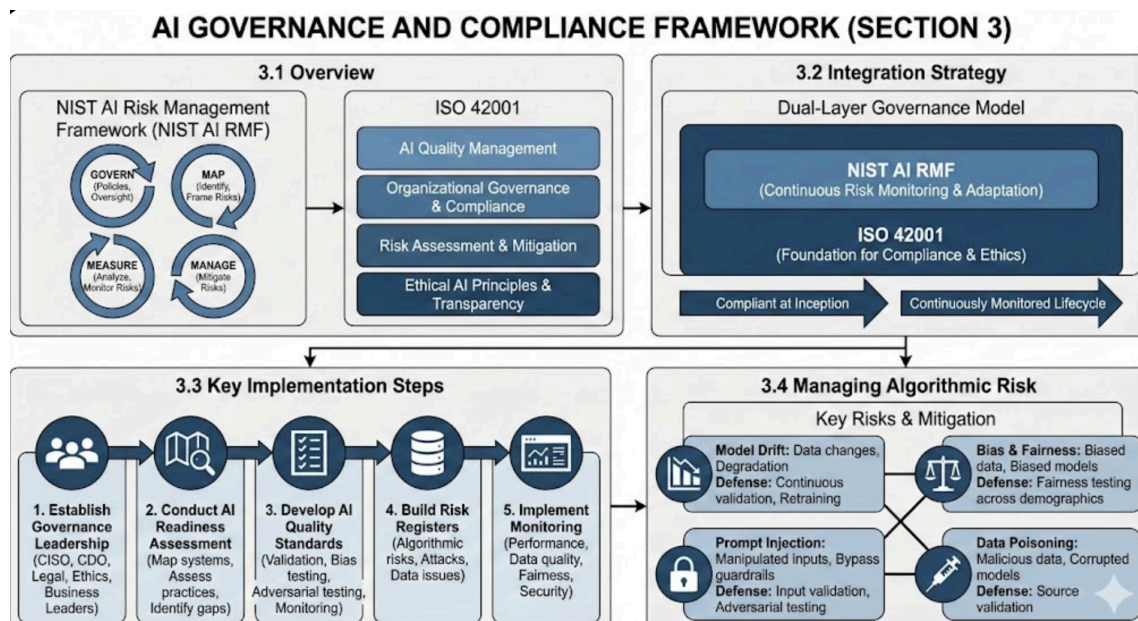 AI GOVERNANCE AND COMPLIANCE FRAMEWORK (SECTION 3)
3.1 Overview
NIST AI Risk Management
Framework (NIST AI RMF)
GOVERN
(Policies,
Oversight)
MAP
(Identify,
Frame Risks)
MEASURE
(Analyze,
Monitor Risks)
MANAGE
(Mitigate
Risks)
ISO 42001
AI Quality Management
Organizational Governance
& Compliance
Risk Assessment & Mitigation
Ethical AI Principles &
Transparency
3.2 Integration Strategy
Dual-Layer Governance Model
NIST AI RMF
(Continuous Risk Monitoring & Adaptation)
ISO 42001
(Foundation for Compliance & Ethics)
Compliant at Inception
Continuously Monitored Lifecycle
3.3 Key Implementation Steps
1. Establish
Governance
Leadership
(CISO, CDO,
Legal, Ethics,
Business
Leaders)
2. Conduct AI
Readiness
Assessment
(Map systems,
Assess
practices,
Identify gaps)
3. Develop AI
Quality
Standards
(Validation, Bias
testing,
Adversarial testing,
Monitoring)
4. Build Risk
Registers
(Algorithmic
risks, Attacks,
Data issues)
5. Implement
Monitoring
(Performance,
Data quality,
Fairness,
Security)
3.4 Managing Algorithmic Risk
Key Risks & Mitigation
Model Drift: Data changes,
Degradation
Defense: Continuous
validation, Retraining
Bias & Fairness: Biased
data, Biased models
Defense: Fairness testing
across demographics
Prompt Injection:
Manipulated inputs, Bypass
guardrails
Defense: Input validation,
Adversarial testing
Data Poisoning:
Malicious data, Corrupted
models
Defense: Source
validation